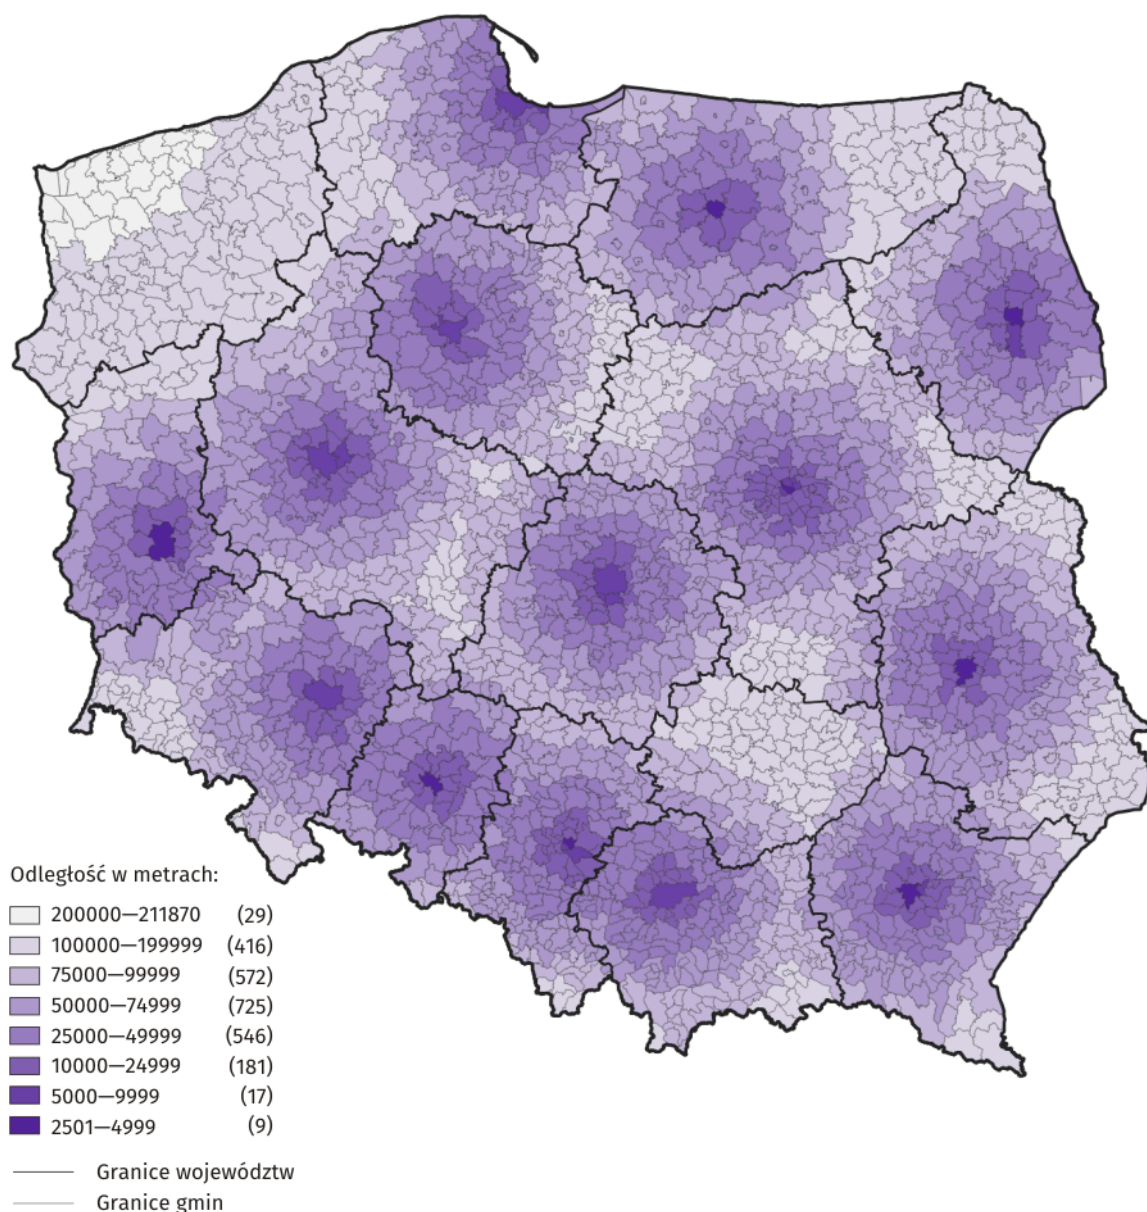 Odległość w metrach:
200000—211870 (29)
100000—199999 (416)
75000—99999 (572)
50000—74999 (725)
25000—49999 (546)
10000—24999 (181)
5000—9999 (17)
2501—4999 (9)
Granice województw
Granice gmin